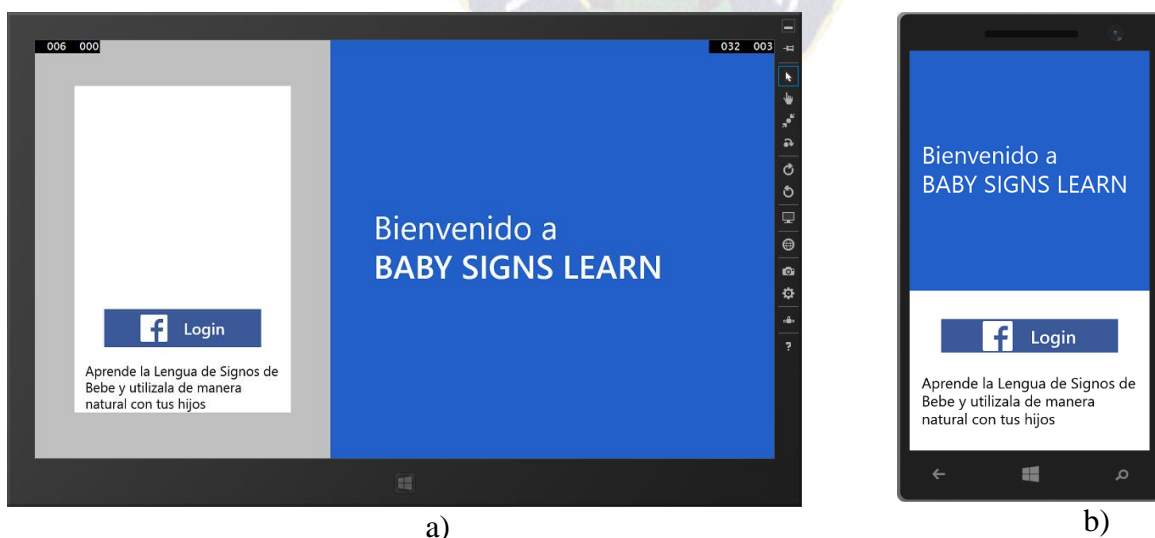 006 000
032 003
Bienvenido a
BABY SIGNS LEARN
f Login
Aprende la Lengua de Signos de
Bebe y utilizala de manera
natural con tus hijos
?
a)
Bienvenido a
BABY SIGNS LEARN
f Login
Aprende la Lengua de Signos de
Bebe y utilizala de manera
natural con tus hijos
b)